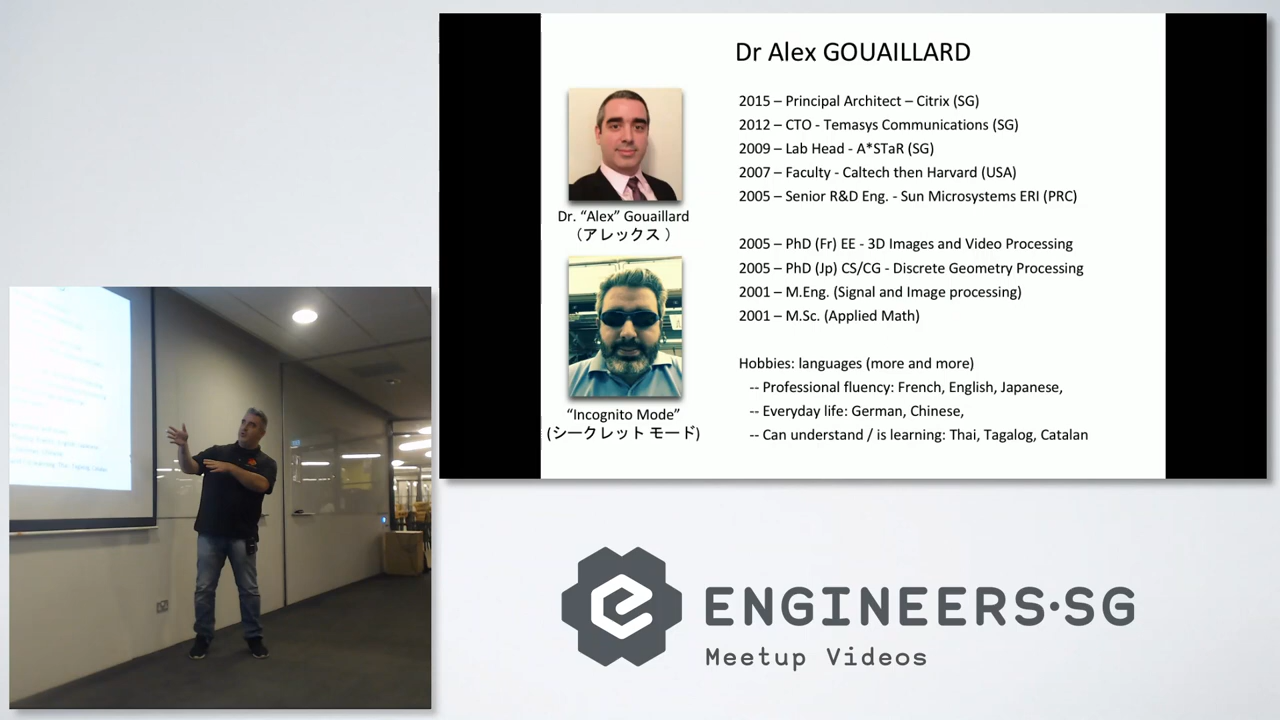 Dr Alex GOUAILLARD
2015 – Principal Architect – Citrix (SG)
2012 – CTO - Temasys Communications (SG)
2009 – Lab Head - A*STaR (SG)
2007 – Faculty - Caltech then Harvard (USA)
2005 – Senior R&D Eng. - Sun Microsystems ERI (PRC)
2005 – PhD (Fr) EE - 3D Images and Video Processing
2005 – PhD (Jp) CS/CG - Discrete Geometry Processing
2001 – M.Eng. (Signal and Image processing)
2001 – M.Sc. (Applied Math)
Hobbies: languages (more and more)
-- Professional fluency: French, English, Japanese,
-- Everyday life: German, Chinese,
-- Can understand / is learning: Thai, Tagalog, Catalan
Dr. “Alex” Gouaillard
（アレックス ）
“Incognito Mode”
(シークレット モード)
ENGINEERS·SG
Meetup Videos